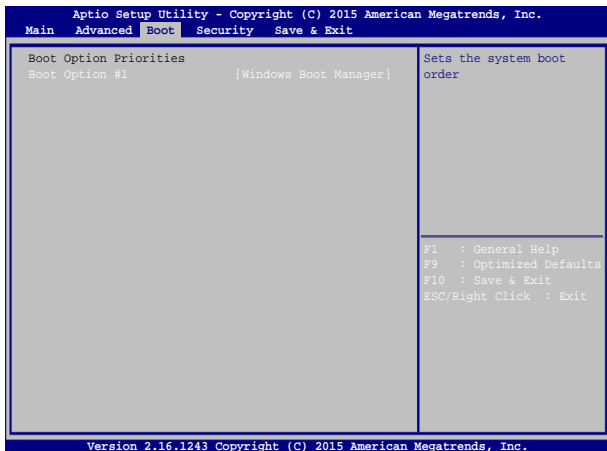 Aptio Setup Utility - Copyright (C) 2015 American Megatrends, Inc.
Main Advanced Boot Security Save & Exit
Boot Option Priorities
Boot Option #1 [Windows Boot Manager]
Sets the system boot
order
F1 : General Help
F9 : Optimized Defaults
F10 : Save & Exit
ESC/Right Click : Exit
Version 2.16.1243 Copyright (C) 2015 American Megatrends, Inc.